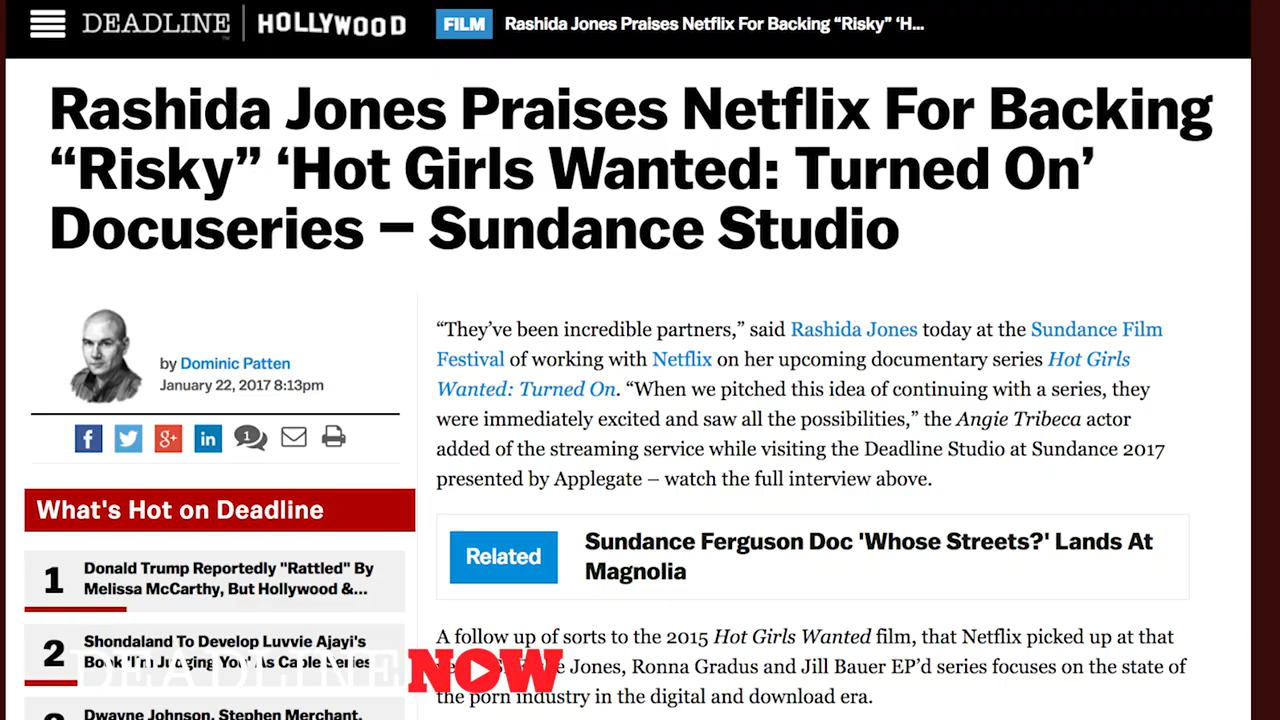 DEADLINE HOLLYWOOD FILM Rashida Jones Praises Netflix For Backing “Risky” ‘H...
Rashida Jones Praises Netflix For Backing
“Risky” ‘Hot Girls Wanted: Turned On’
Docuseries – Sundance Studio
by Dominic Patten
January 22, 2017 8:13pm
1
What's Hot on Deadline
1
Donald Trump Reportedly "Rattled" By
Melissa McCarthy, But Hollywood &...
2
Shondaland To Develop Luvvie Ajayi's
Book 'I'm Judging You' As Cable Series
Dwayne Johnson, Stephen Merchant,
“They’ve been incredible partners,” said Rashida Jones today at the Sundance Film
Festival of working with Netflix on her upcoming documentary series Hot Girls
Wanted: Turned On. “When we pitched this idea of continuing with a series, they
were immediately excited and saw all the possibilities,” the Angie Tribeca actor
added of the streaming service while visiting the Deadline Studio at Sundance 2017
presented by Applegate – watch the full interview above.
Related
Sundance Ferguson Doc 'Whose Streets?' Lands At
Magnolia
A follow up of sorts to the 2015 Hot Girls Wanted film, that Netflix picked up at that
Jones, Ronna Gradus and Jill Bauer EP’d series focuses on the state of
the porn industry in the digital and download era.
DEADLINE NOW